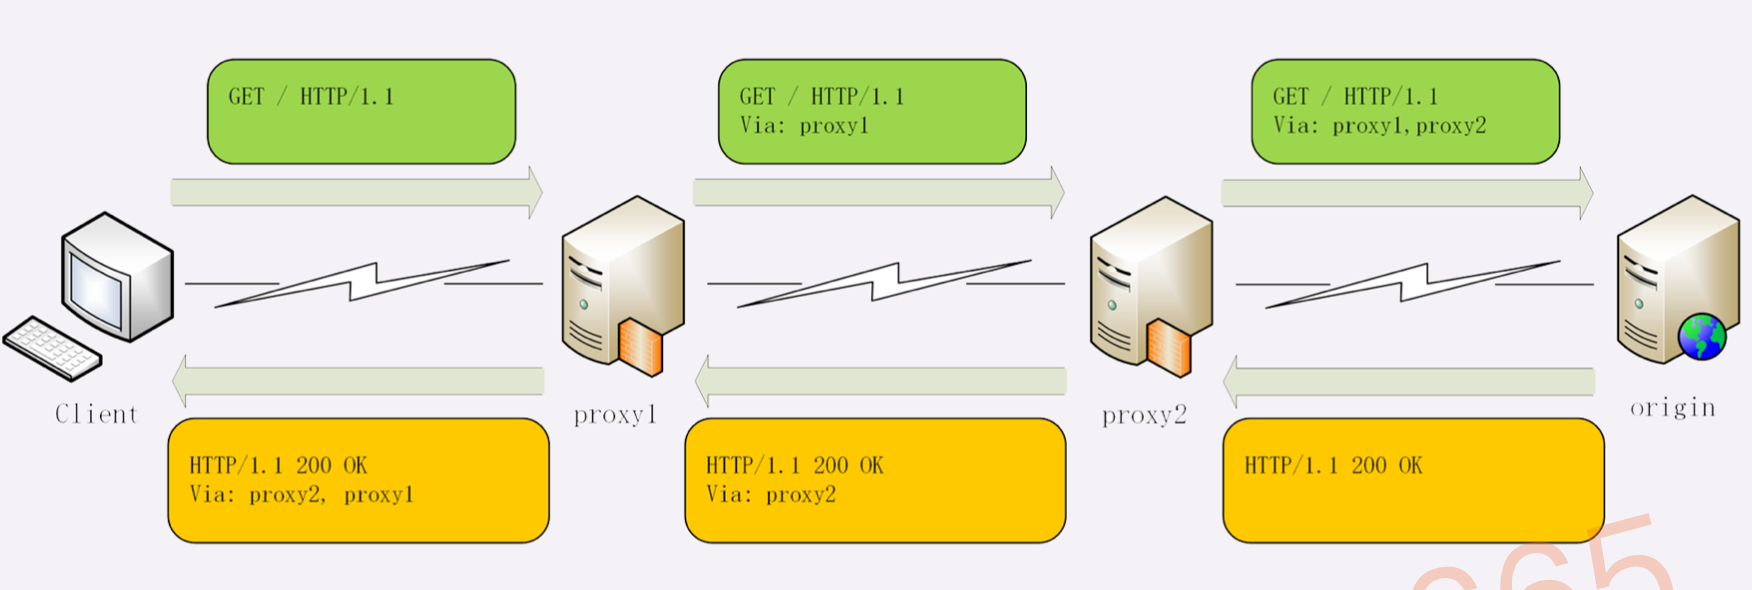 GET / HTTP/1.1
GET / HTTP/1.1
Via: proxy1
GET / HTTP/1.1
Via: proxy1,proxy2
Client
proxy1
proxy2
origin
HTTP/1.1 200 OK
Via: proxy2, proxy1
HTTP/1.1 200 OK
Via: proxy2
HTTP/1.1 200 OK